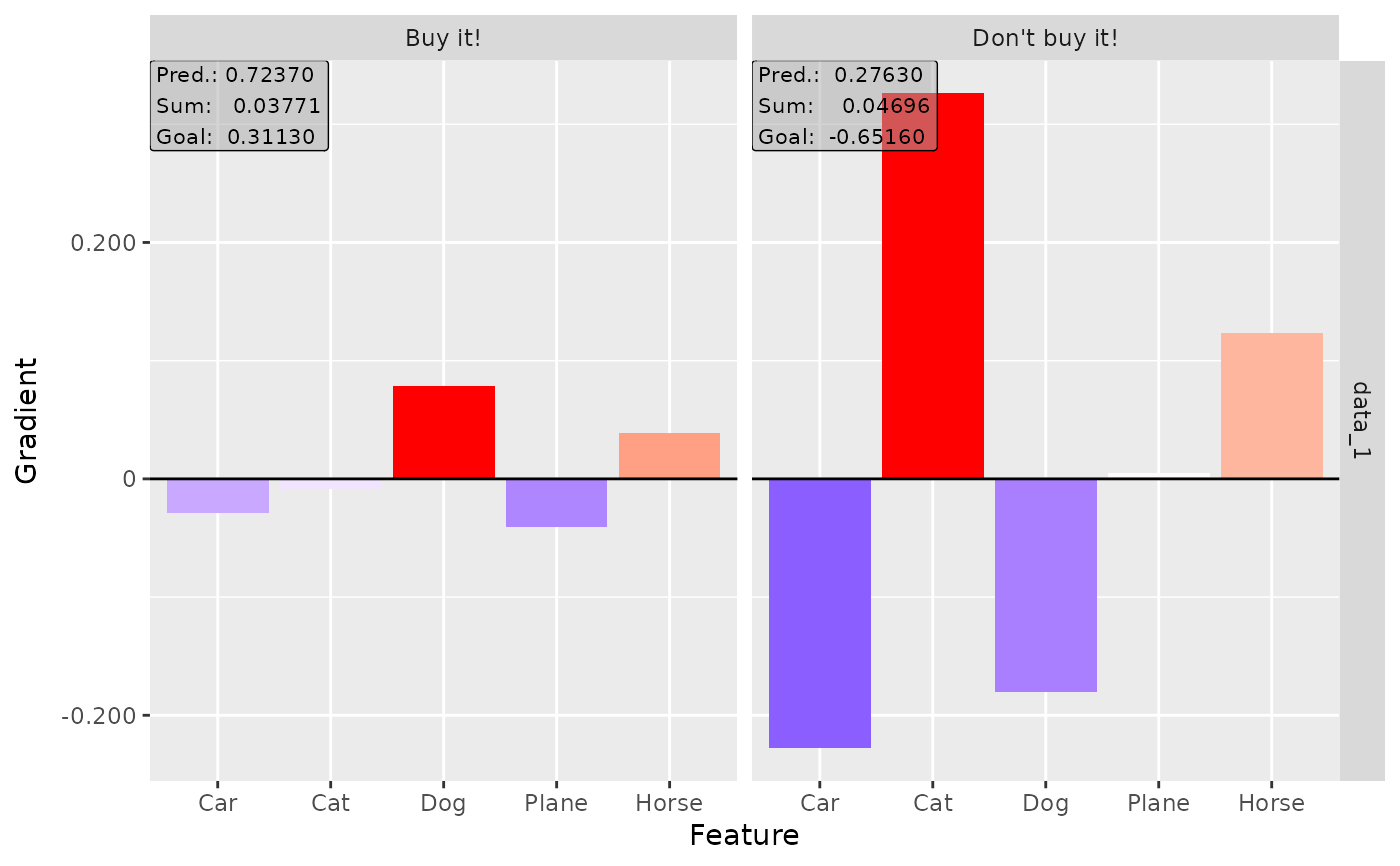 Buy it!
Don't buy it!
Pred.: 0.72370
Sum: 0.03771
Goal: 0.31130
Pred.: 0.27630
Sum: 0.04696
Goal: -0.65160
0.200
0
-0.200
Gradient
data_1
Car Cat Dog Plane Horse
Car Cat Dog Plane Horse
Feature